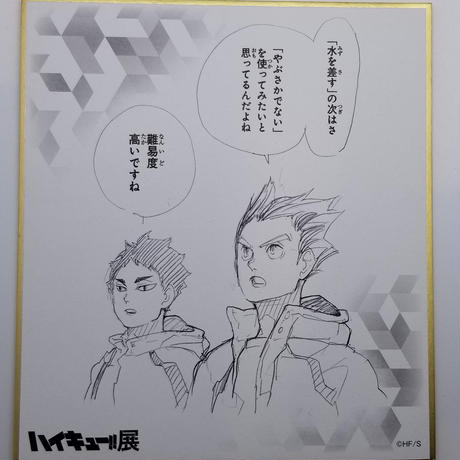 「水を差す」の次はさ
「やぶさかでない」
を使ってみたいと
思ってるんだよね
難易度
高いですね
ハイキュー!!展
©HF/S